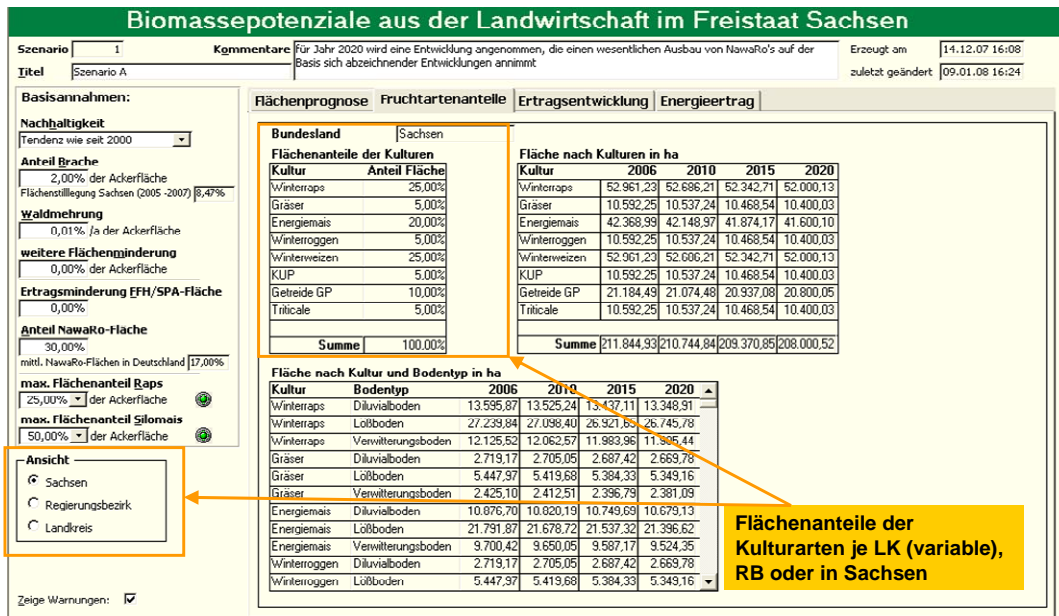 Biomassepotenziale aus der Landwirtschaft im Freistaat Sachsen
Szenario 1
Kommentare für Jahr 2020 wird eine Entwicklung angenommen, die einen wesentlichen Ausbau von NawaRo's auf der
Basis sich abzeichnender Entwicklungen annimmt
Erzeugt am 14.12.07 16:08
Titel Szenario A
zuletzt geändert 09.01.08 16:24
Basisannahmen:
Nachhaltigkeit
Tendenz wie seit 2000
Anteil Brache
2,00% der Ackerfläche
Flächenstilllegung Sachsen (2005 -2007) 8,47%
Waldmehrung
0,01% /a der Ackerfläche
weitere Flächenminderung
0,00% der Ackerfläche
Ertragsminderung FFH/SPA-Fläche
0,00%
Anteil NawaRo-Fläche
30,00%
mittl. NawaRo-Flächen in Deutschland 17,00%
max. Flächenanteil Raps
25,00% der Ackerfläche
max. Flächenanteil Silomais
50,00% der Ackerfläche
Ansicht
Sachsen
Regierungsbezirk
Landkreis
Zeige Warnungen:
Flächenprognose Fruchtartenanteile Ertragsentwicklung Energieertrag
Bundesland Sachsen
Flächenanteile der Kulturen
Kultur Anteil Fläche
Winterraps 25,00%
Gräser 5,00%
Energiemais 20,00%
Winterroggen 5,00%
Winterweizen 25,00%
KUP 5,00%
Getreide GP 10,00%
Triticale 5,00%
Summe 100,00%
Fläche nach Kulturen in ha
Kultur 2006 2010 2015 2020
Winterraps 52.961,23 52.686,21 52.342,71 52.000,13
Gräser 10.592,25 10.537,24 10.468,54 10.400,03
Energiemais 42.368,99 42.148,97 41.874,17 41.600,10
Winterroggen 10.592,25 10.537,24 10.468,54 10.400,03
Winterweizen 52.961,23 52.686,21 52.342,71 52.000,13
KUP 10.592,25 10.537,24 10.468,54 10.400,03
Getreide GP 21.184,49 21.074,48 20.937,08 20.800,05
Triticale 10.592,25 10.537,24 10.468,54 10.400,03
Summe 211.844,93 210.744,84 209.370,85 208.000,52
Fläche nach Kultur und Bodentyp in ha
Kultur Bodentyp 2006 2010 2015 2020
Winterraps Diluvialboden 13.595,87 13.525,24 13.437,11 13.348,91
Winterraps Lößboden 27.239,84 27.098,40 26.921,65 26.745,78
Winterraps Verwitterungsboden 12.125,52 12.062,57 11.983,96 11.905,44
Gräser Diluvialboden 2.719,17 2.705,05 2.687,42 2.669,78
Gräser Lößboden 5.447,97 5.419,68 5.384,33 5.349,16
Gräser Verwitterungsboden 2.425,10 2.412,51 2.396,79 2.381,09
Energiemais Diluvialboden 10.876,70 10.820,19 10.749,69 10.679,13
Energiemais Lößboden 21.791,87 21.678,72 21.537,32 21.396,62
Energiemais Verwitterungsboden 9.700,42 9.650,05 9.587,17 9.524,35
Winterroggen Diluvialboden 2.719,17 2.705,05 2.687,42 2.669,78
Winterroggen Lößboden 5.447,97 5.419,68 5.384,33 5.349,16
Flächenanteile der
Kulturarten je LK (variable),
RB oder in Sachsen